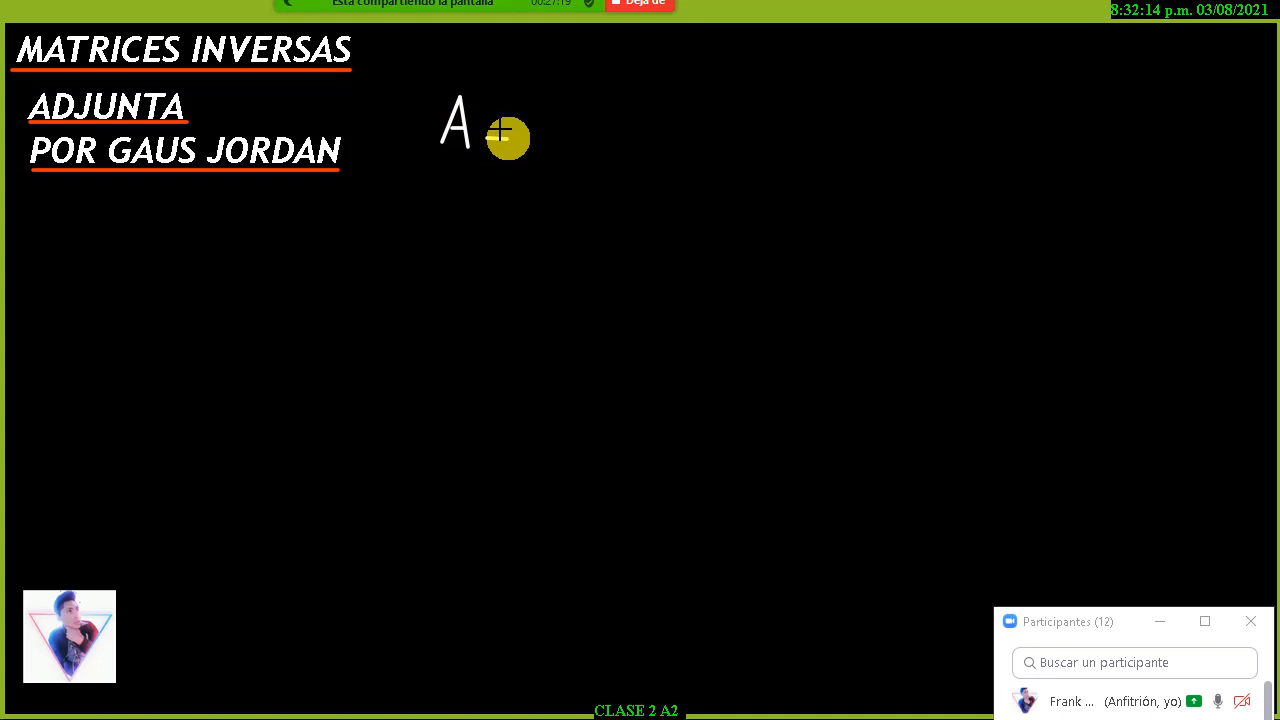 Está compartiendo la pantalla 00:27:19 Deja de
8:32:14 p.m. 03/08/2021
MATRICES INVERSAS
ADJUNTA
POR GAUS JORDAN
A
Participantes (12)
Buscar un participante
Frank ... (Anfitrión, yo)
CLASE 2 A2